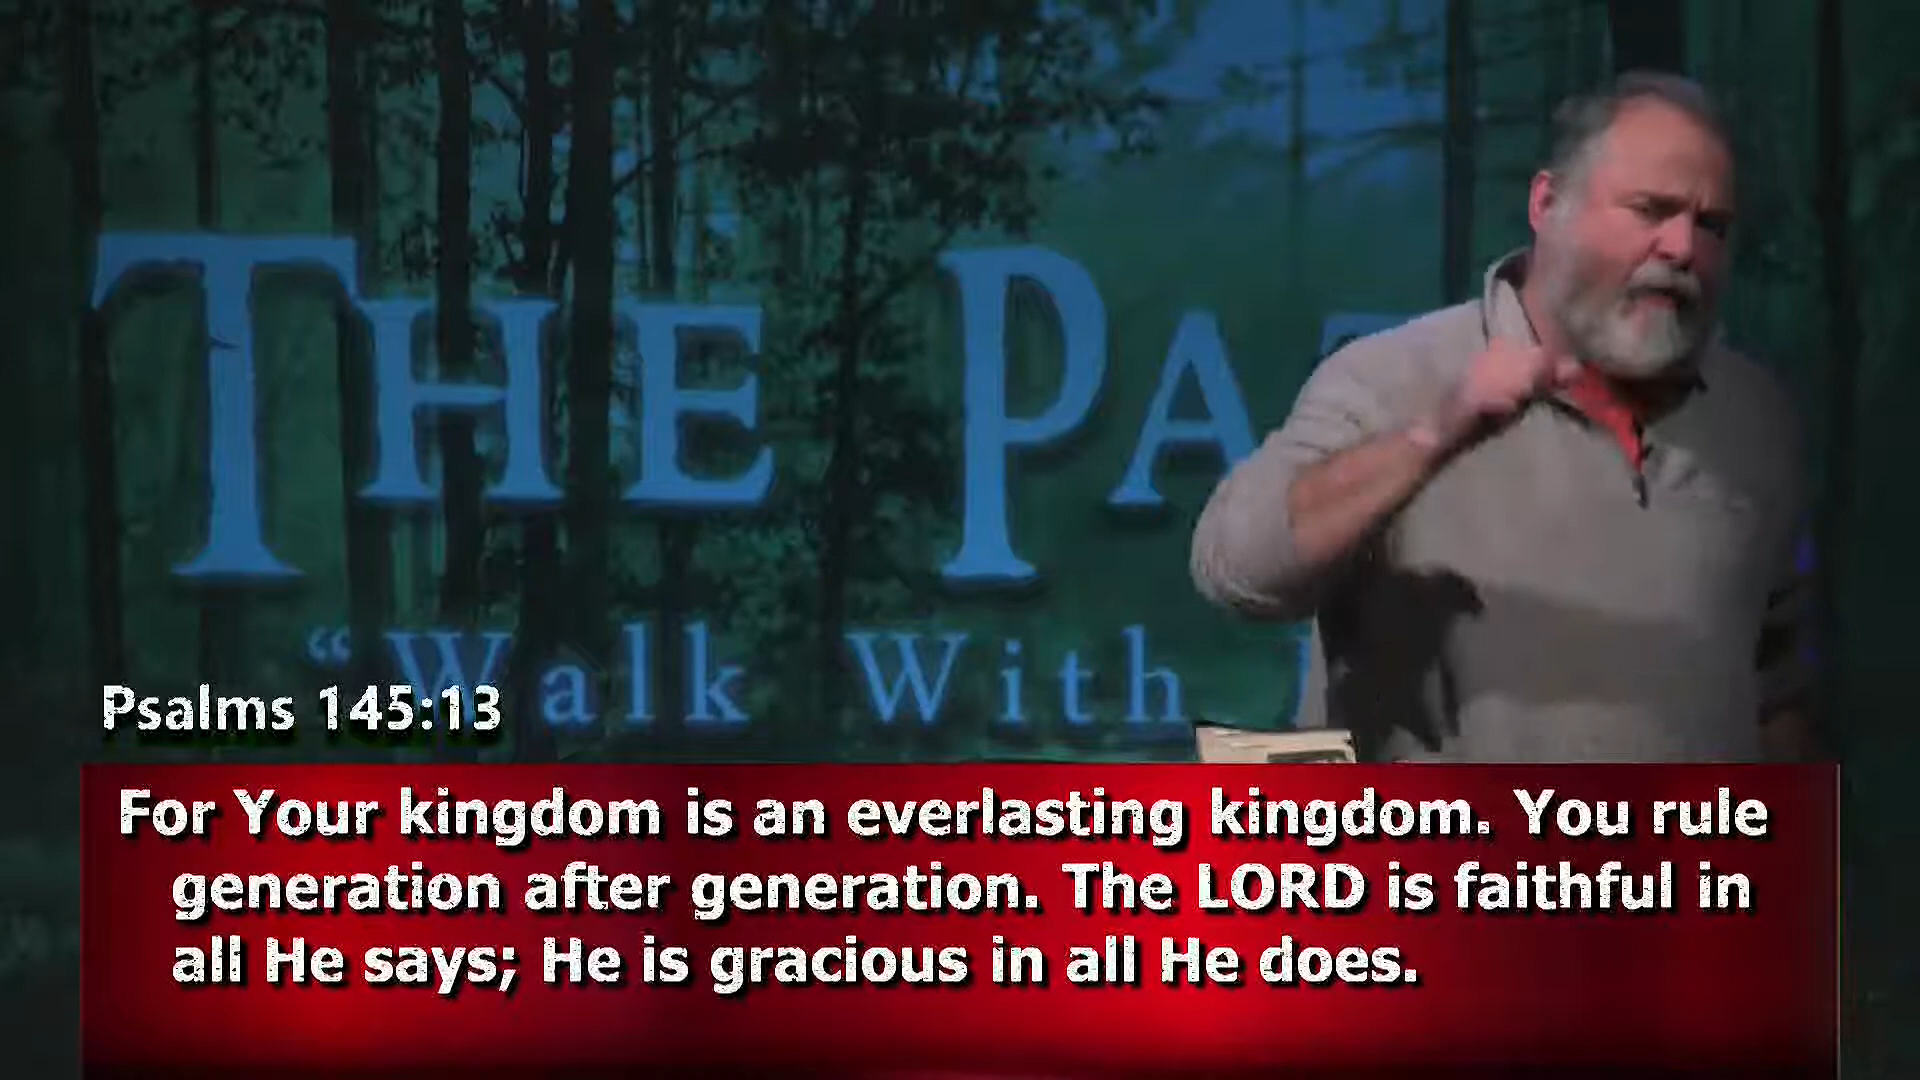 THE PAT
“Walk With
Psalms 145:13
For Your kingdom is an everlasting kingdom. You rule
generation after generation. The LORD is faithful in
all He says; He is gracious in all He does.